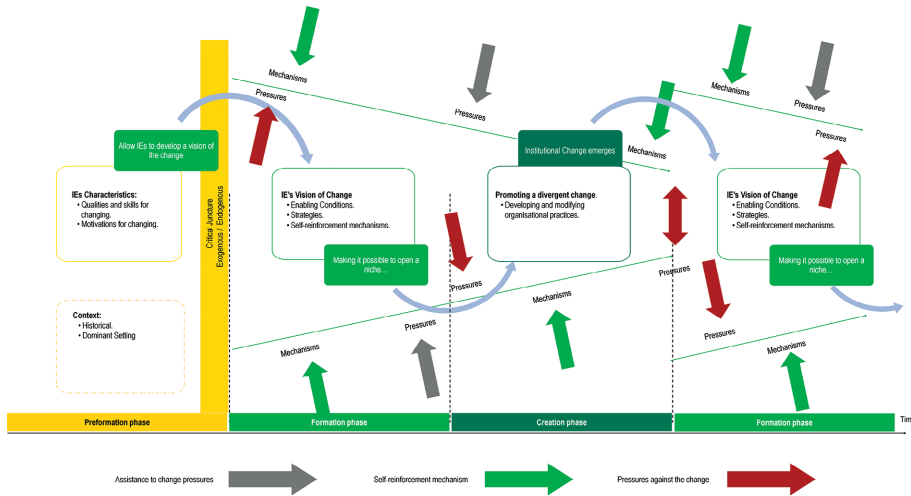 Mechanisms
Pressures
Pressures
Mechanisms
Mechanisms
Pressures
Pressures
Allow IEs to develop a vision of
the change
Critical Juncture
Exogenous / Endogenous
IEs Characteristics:
• Qualities and skills for
changing.
• Motivations for changing.
IE's Vision of Change
• Enabling Conditions.
• Strategies.
• Self-reinforcement mechanisms.
Making it possible to open a
niche...
Institutional Change emerges
Promoting a divergent change.
• Developing and modifying
organisational practices.
IE's Vision of Change
• Enabling Conditions.
• Strategies.
• Self-reinforcement mechanisms.
Making it possible to open a
niche...
Context:
• Historical.
• Dominant Setting
Pressures
Pressures
Mechanisms
Pressures
Mechanisms
Pressures
Mechanisms
Preformation phase
Formation phase
Creation phase
Formation phase
Tim
Assistance to change pressures
Self-reinforcement mechanism
Pressures against the change